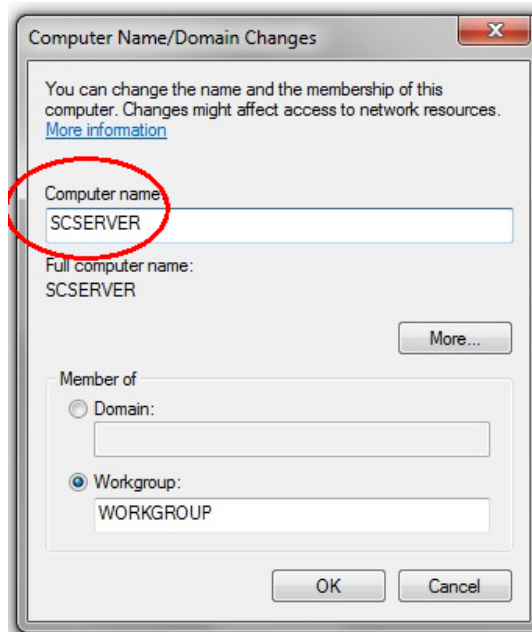 Computer Name/Domain Changes
You can change the name and the membership of this
computer. Changes might affect access to network resources.
More information
Computer name:
SCSERVER
Full computer name:
SCSERVER
More...
Member of
Domain:
Workgroup:
WORKGROUP
OK
Cancel